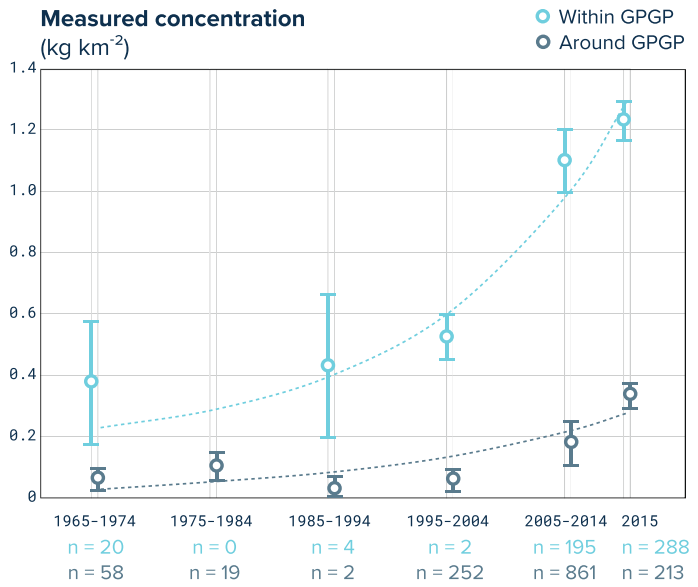 Measured concentration
(kg km⁻²)
Within GPGP
Around GPGP
1.4
1.2
1.0
0.8
0.6
0.4
0.2
0
1965-1974 1975-1984 1985-1994 1995-2004 2005-2014 2015
n = 20 n = 0 n = 4 n = 2 n = 195 n = 288
n = 58 n = 19 n = 2 n = 252 n = 861 n = 213